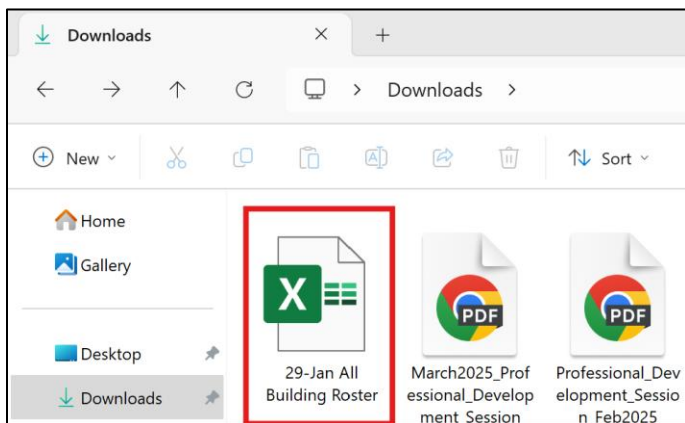 Downloads
Downloads
New
Sort
Home
Gallery
Desktop
Downloads
X
29-Jan All
Building Roster
PDF
March2025_Prof
essional_Develop
ment_Session
PDF
Professional_Dev
elopment_Sessio
n_Feb2025